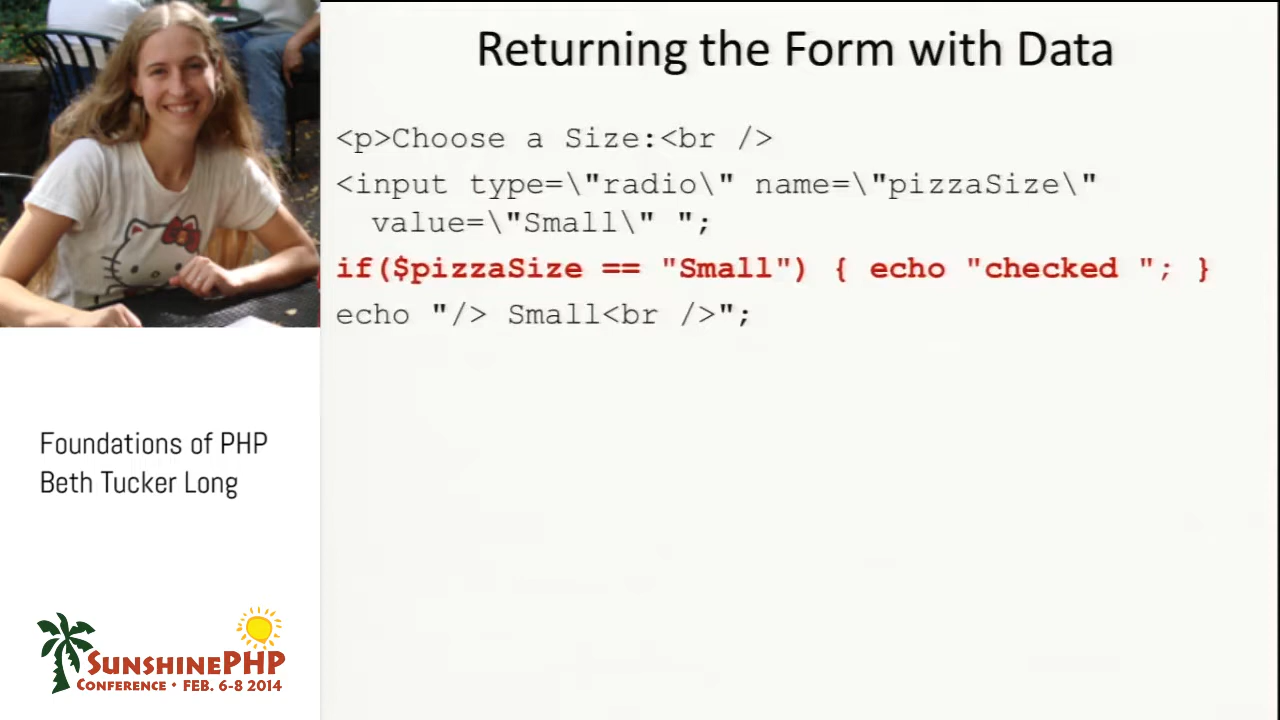 Returning the Form with Data
<p>Choose a Size:<br />
<input type=\"radio\" name=\"pizzaSize\"
value=\"Small\" ";
if($pizzaSize == "Small") { echo "checked "; }
echo "/> Small<br />";
Foundations of PHP
Beth Tucker Long
SUNSHINEPHP
CONFERENCE • FEB. 6-8 2014